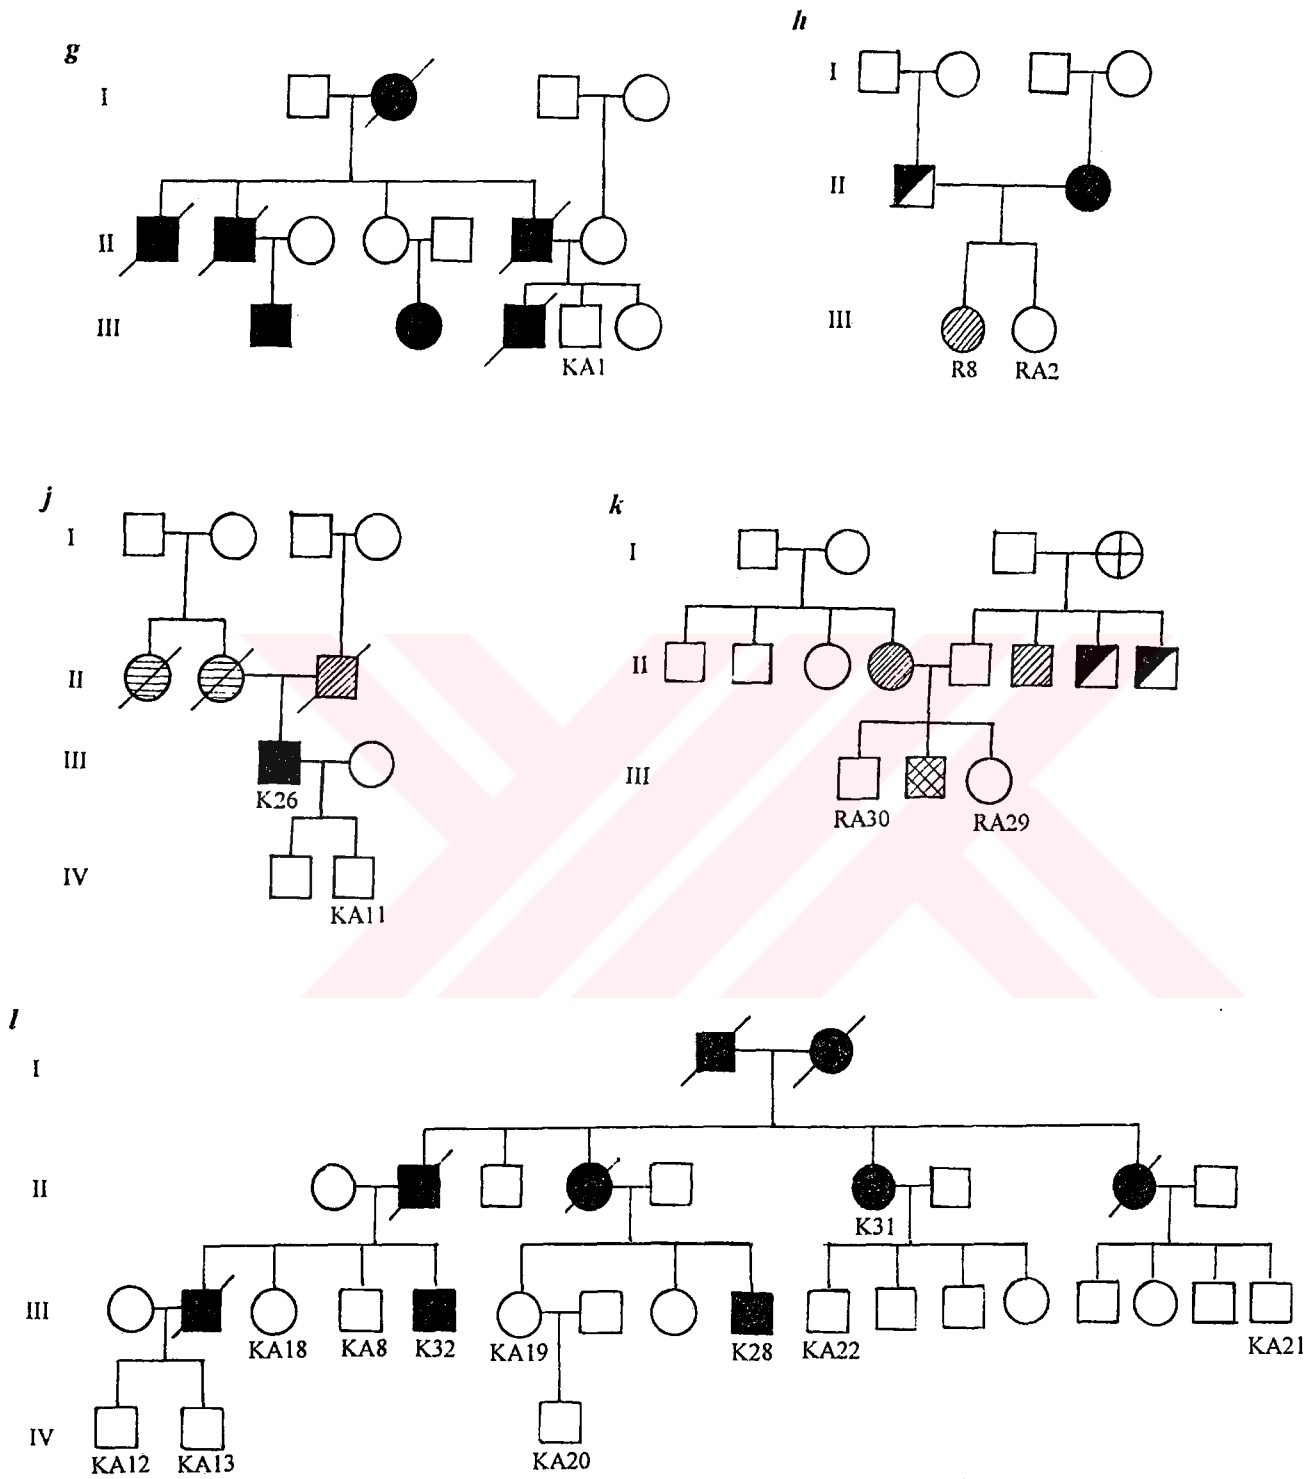 g
I
II
III
KA1
h
I
II
III
R8 RA2
j
I
II
III
K26
IV
KA11
k
I
II
III
RA30 RA29
l
I
II
K31
III
KA18 KA8 K32 KA19 K28 KA22 KA21
IV
KA12 KA13 KA20